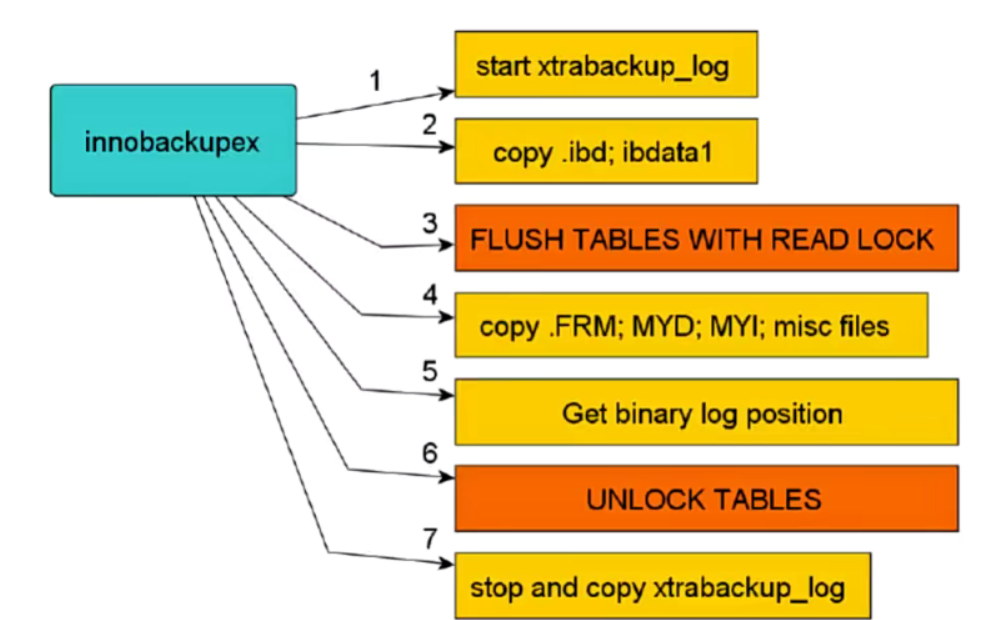 innobackupex
1
start xtrabackup_log
2
copy .ibd; ibdata1
3
FLUSH TABLES WITH READ LOCK
4
copy .FRM; MYD; MYI; misc files
5
Get binary log position
6
UNLOCK TABLES
7
stop and copy xtrabackup_log